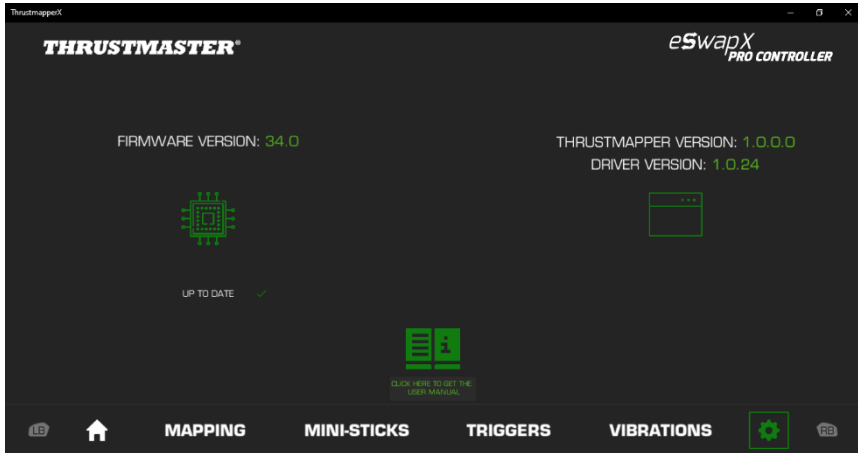 ThrustmapperX
THRUSTMASTER®
eSwapX
PRO CONTROLLER
FIRMWARE VERSION: 34.0
THRUSTMAPPER VERSION: 1.0.0.0
DRIVER VERSION: 1.0.24
UP TO DATE
CLICK HERE TO GET THE
USER MANUAL
LB
MAPPING
MINI-STICKS
TRIGGERS
VIBRATIONS
RB